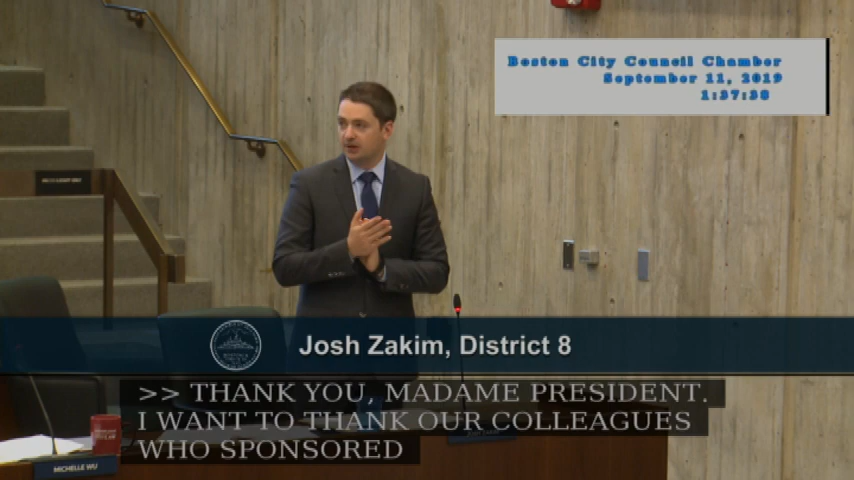 Boston City Council Chamber
September 11, 2019
1:37:38
Josh Zakim, District 8
>> THANK YOU, MADAME PRESIDENT.
I WANT TO THANK OUR COLLEAGUES
WHO SPONSORED
MICHELLE WU